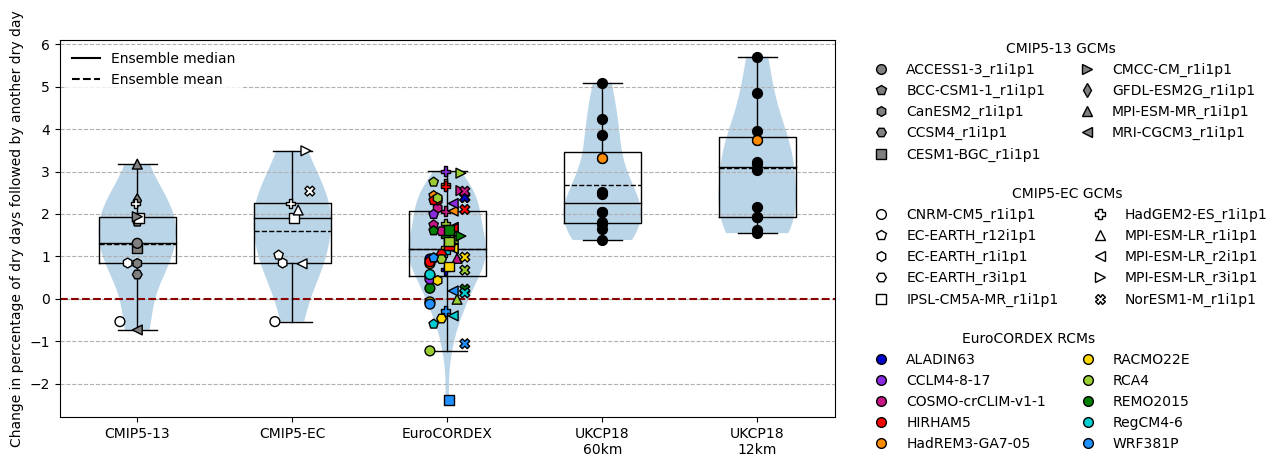 Change in percentage of dry days followed by another dry day
6
5
4
3
2
1
0
−1
−2
Ensemble median
Ensemble mean
CMIP5-13
CMIP5-EC
EuroCORDEX
UKCP18
60km
UKCP18
12km
CMIP5-13 GCMs
ACCESS1-3_r1i1p1
BCC-CSM1-1_r1i1p1
CanESM2_r1i1p1
CCSM4_r1i1p1
CESM1-BGC_r1i1p1
CMCC-CM_r1i1p1
GFDL-ESM2G_r1i1p1
MPI-ESM-MR_r1i1p1
MRI-CGCM3_r1i1p1
CMIP5-EC GCMs
CNRM-CM5_r1i1p1
EC-EARTH_r12i1p1
EC-EARTH_r1i1p1
EC-EARTH_r3i1p1
IPSL-CM5A-MR_r1i1p1
HadGEM2-ES_r1i1p1
MPI-ESM-LR_r1i1p1
MPI-ESM-LR_r2i1p1
MPI-ESM-LR_r3i1p1
NorESM1-M_r1i1p1
EuroCORDEX RCMs
ALADIN63
CCLM4-8-17
COSMO-crCLIM-v1-1
HIRHAM5
HadREM3-GA7-05
RACMO22E
RCA4
REMO2015
RegCM4-6
WRF381P